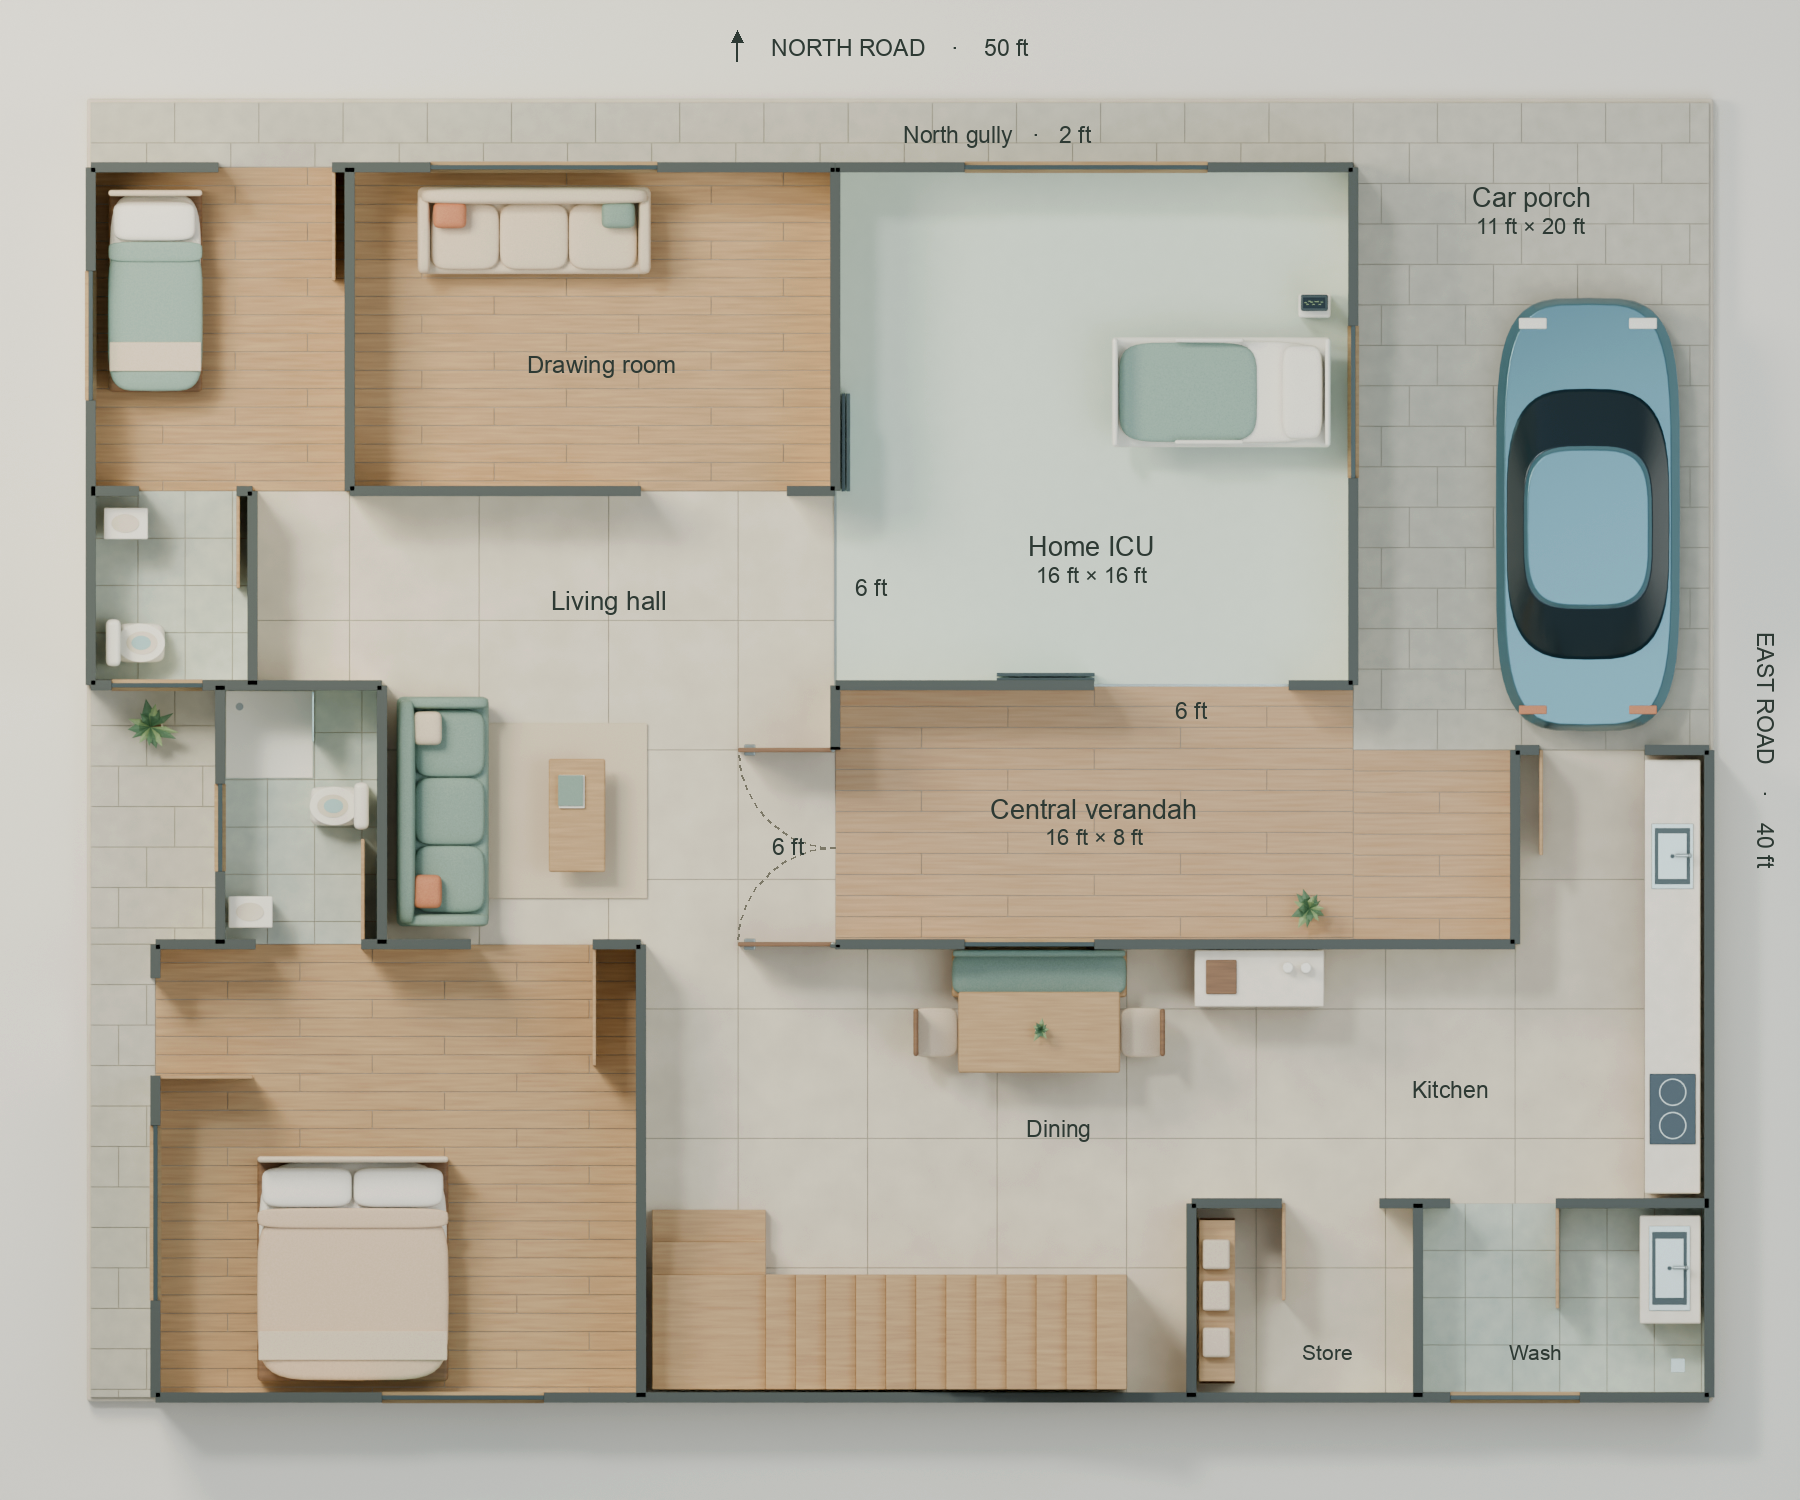 NORTH ROAD · 50 ft
North gully · 2 ft
Car porch
11 ft × 20 ft
Drawing room
Home ICU
16 ft × 16 ft
6 ft
Living hall
6 ft
Central verandah
16 ft × 8 ft
6 ft
EAST ROAD · 40 ft
Kitchen
Dining
Store
Wash